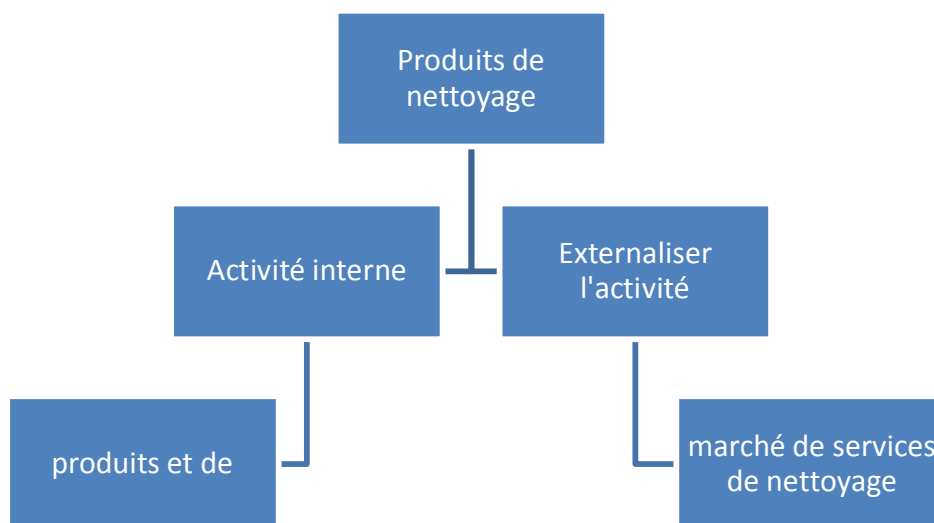 Produits de
nettoyage
Activité interne
Externaliser
l'activité
produits et de
marché de services
de nettoyage